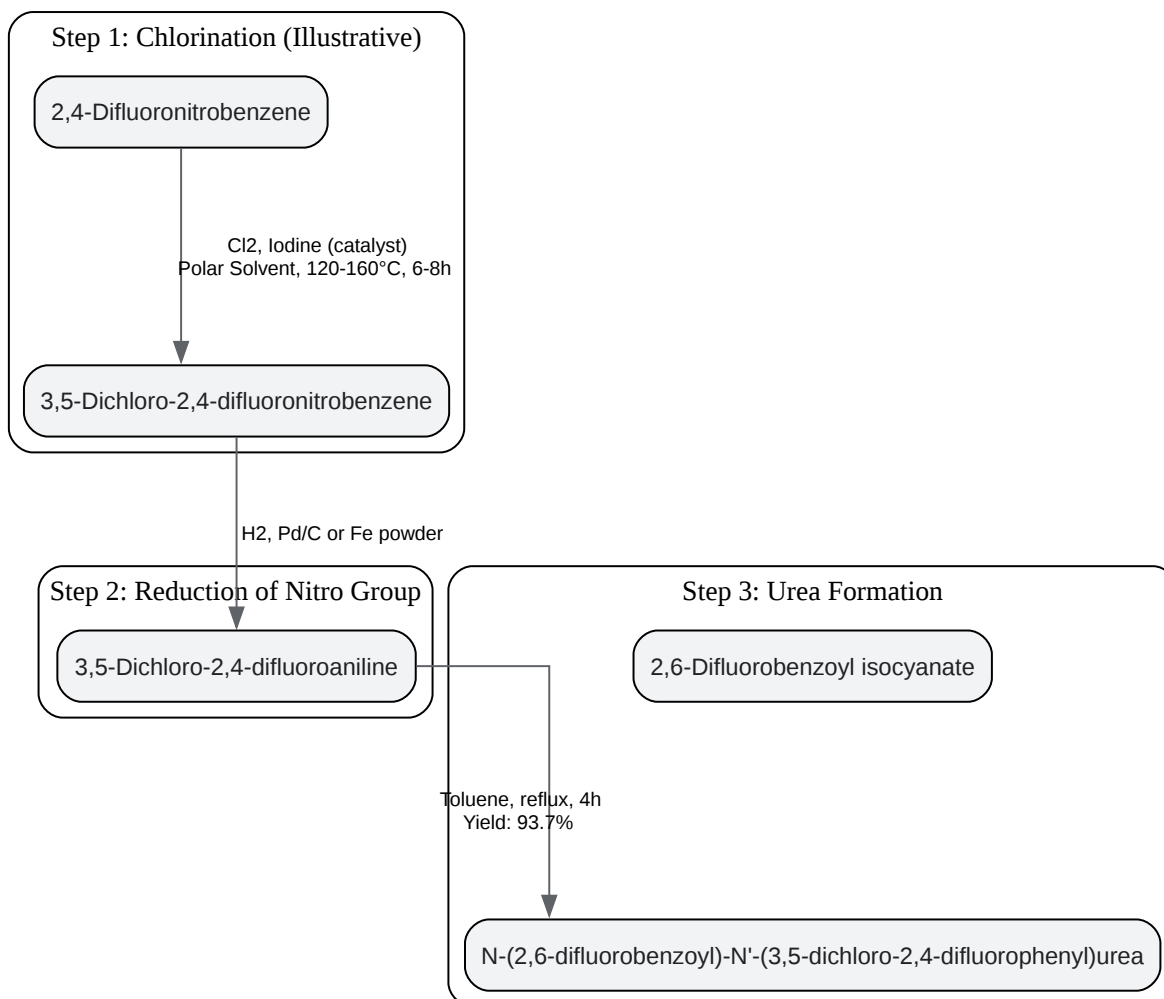 Step 1: Chlorination (Illustrative)
2,4-Difluoronitrobenzene
Cl2, Iodine (catalyst)
Polar Solvent, 120-160°C, 6-8h
3,5-Dichloro-2,4-difluoronitrobenzene
H2, Pd/C or Fe powder
Step 2: Reduction of Nitro Group
3,5-Dichloro-2,4-difluoroaniline
Step 3: Urea Formation
2,6-Difluorobenzoyl isocyanate
Toluene, reflux, 4h
Yield: 93.7%
N-(2,6-difluorobenzoyl)-N'-(3,5-dichloro-2,4-difluorophenyl)urea